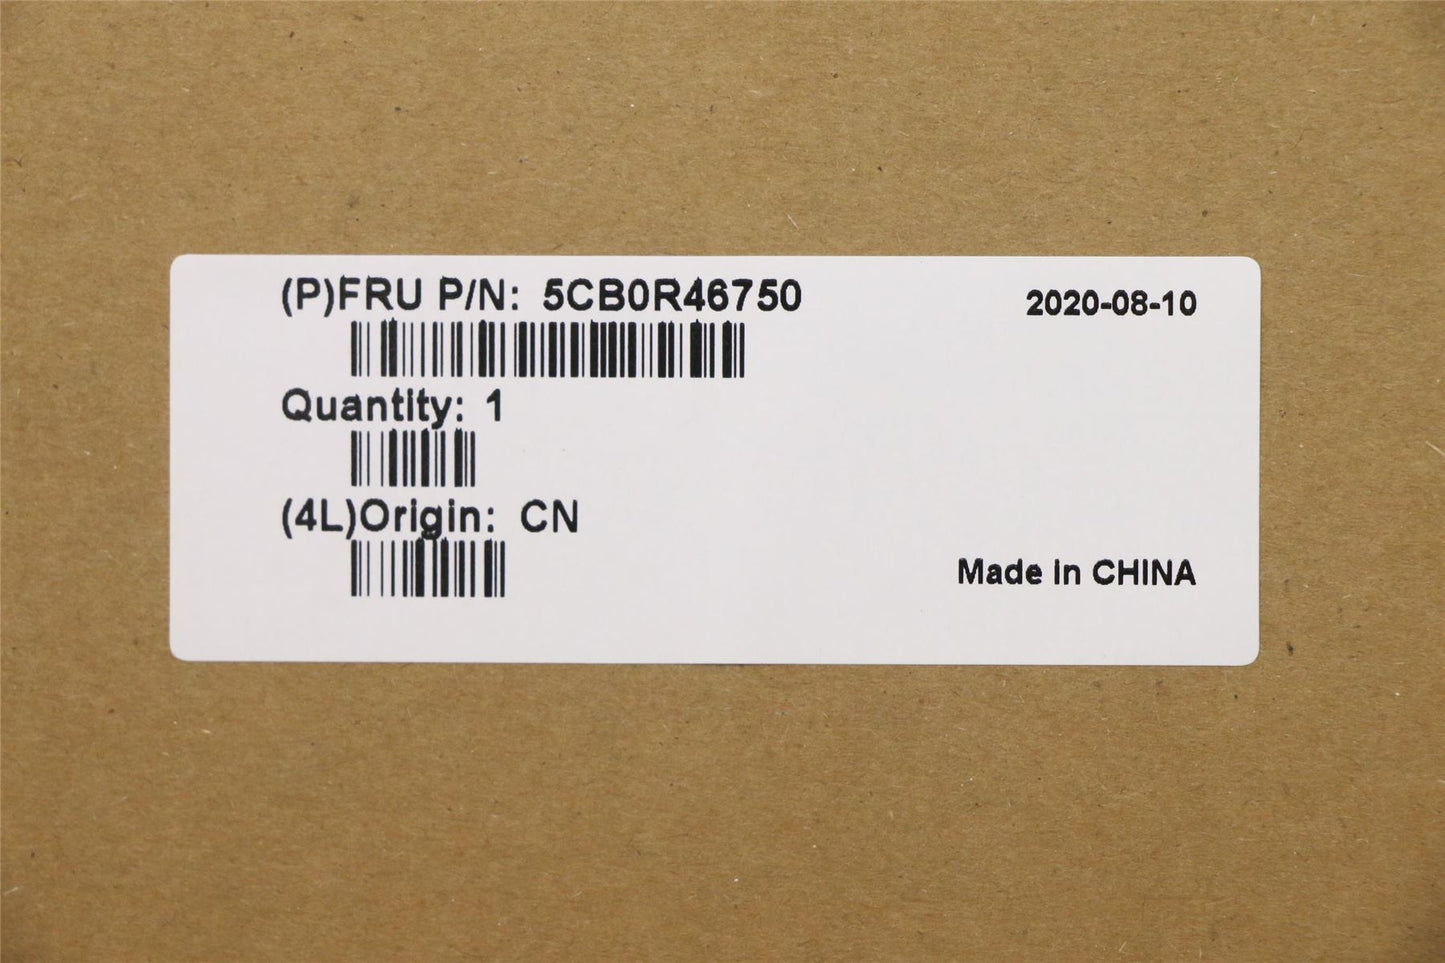 (P)FRU P/N: 5CB0R46750
2020-08-10
Quantity: 1
(4L)Origin: CN
Made in CHINA